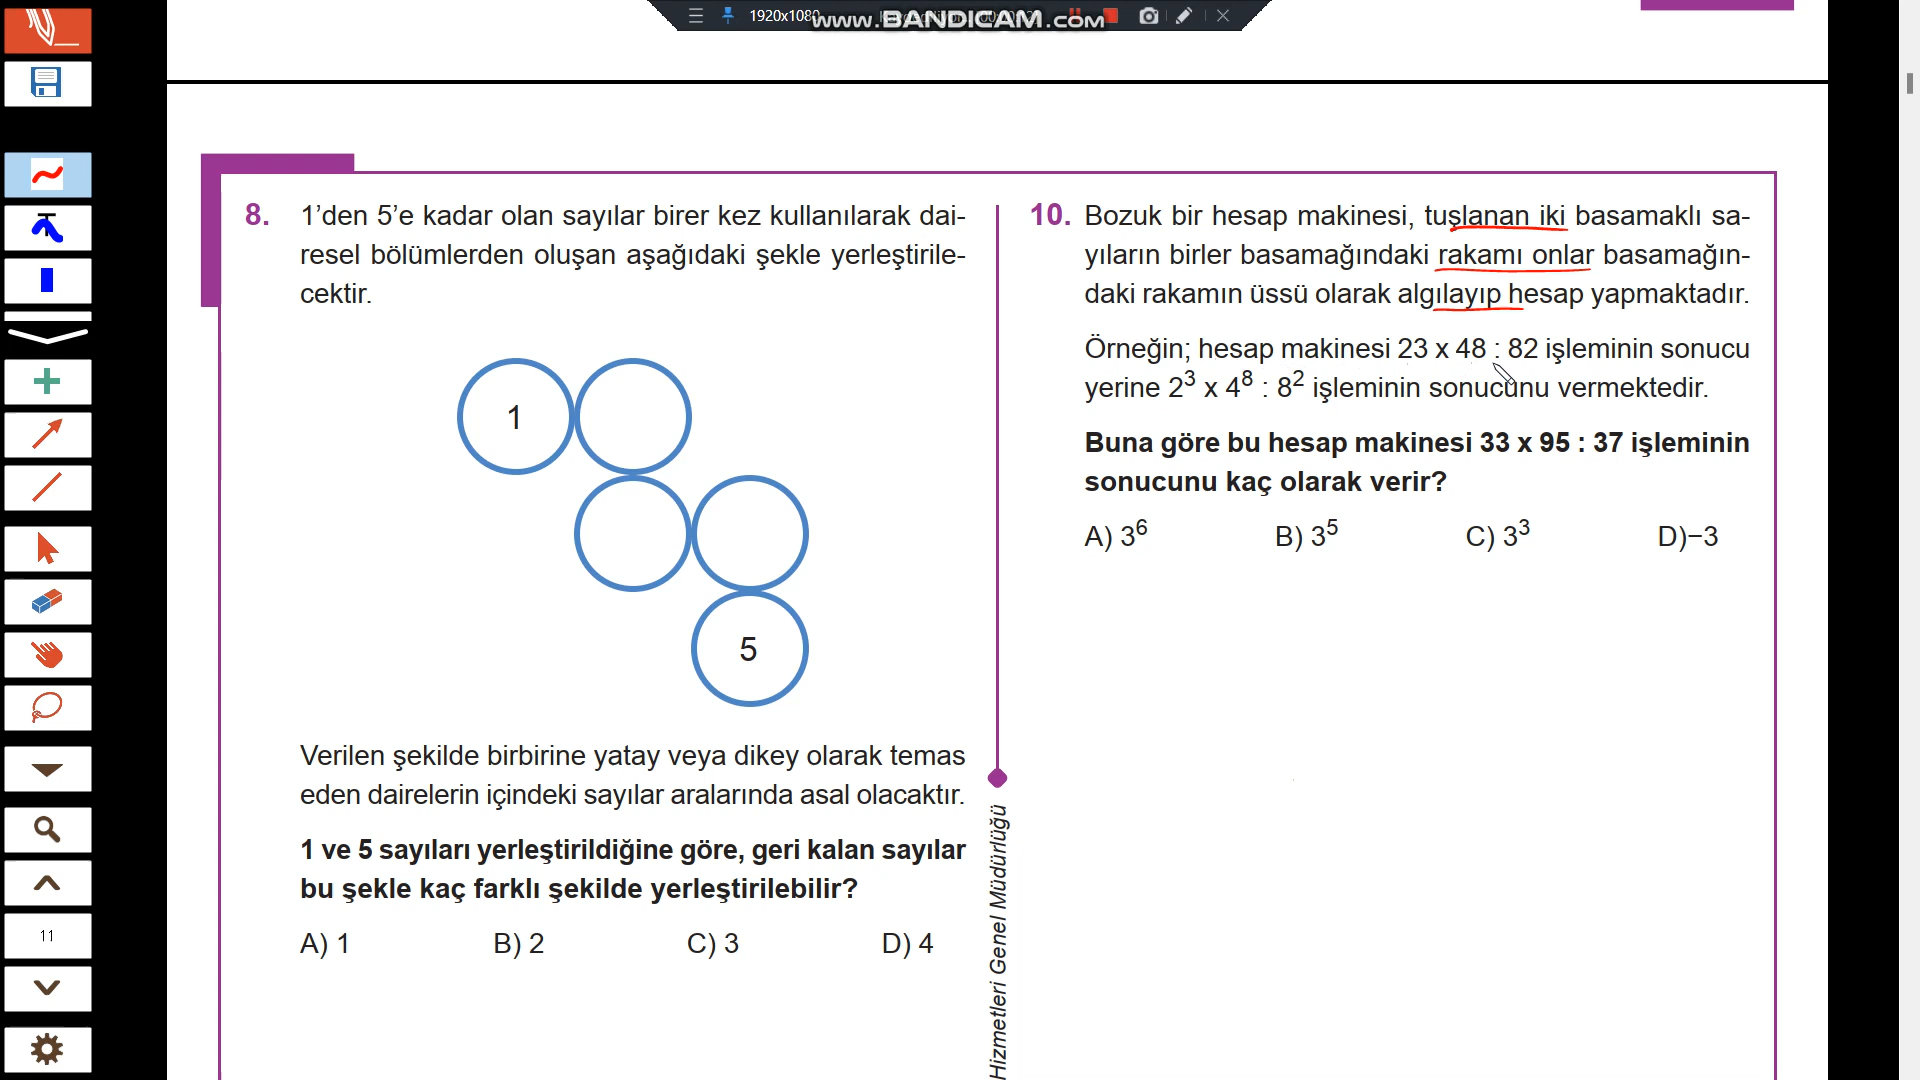 1920x1080
www.BANDICAM.com
8. 1’den 5’e kadar olan sayılar birer kez kullanılarak dai-
resel bölümlerden oluşan aşağıdaki şekle yerleştirile-
cektir.
1
5
Verilen şekilde birbirine yatay veya dikey olarak temas
eden dairelerin içindeki sayılar aralarında asal olacaktır.
1 ve 5 sayıları yerleştirildiğine göre, geri kalan sayılar
bu şekle kaç farklı şekilde yerleştirilebilir?
A) 1 B) 2 C) 3 D) 4
Hizmetleri Genel Müdürlüğü
10. Bozuk bir hesap makinesi, tuşlanan iki basamaklı sa-
yıların birler basamağındaki rakamı onlar basamağın-
daki rakamın üssü olarak algılayıp hesap yapmaktadır.
Örneğin; hesap makinesi 23 x 48 : 82 işleminin sonucu
yerine 2³ x 4⁸ : 8² işleminin sonucunu vermektedir.
Buna göre bu hesap makinesi 33 x 95 : 37 işleminin
sonucunu kaç olarak verir?
A) 3⁶ B) 3⁵ C) 3³ D)−3
11